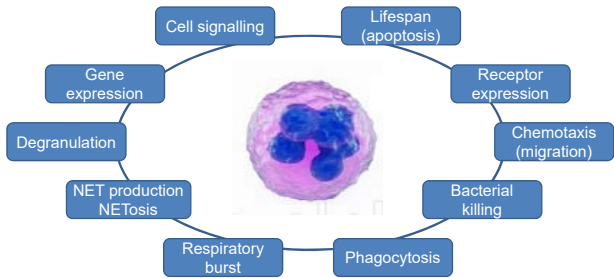 Cell signalling
Lifespan
(apoptosis)
Gene
expression
Receptor
expression
Degranulation
Chemotaxis
(migration)
NET production
NETosis
Bacterial
killing
Respiratory
burst
Phagocytosis